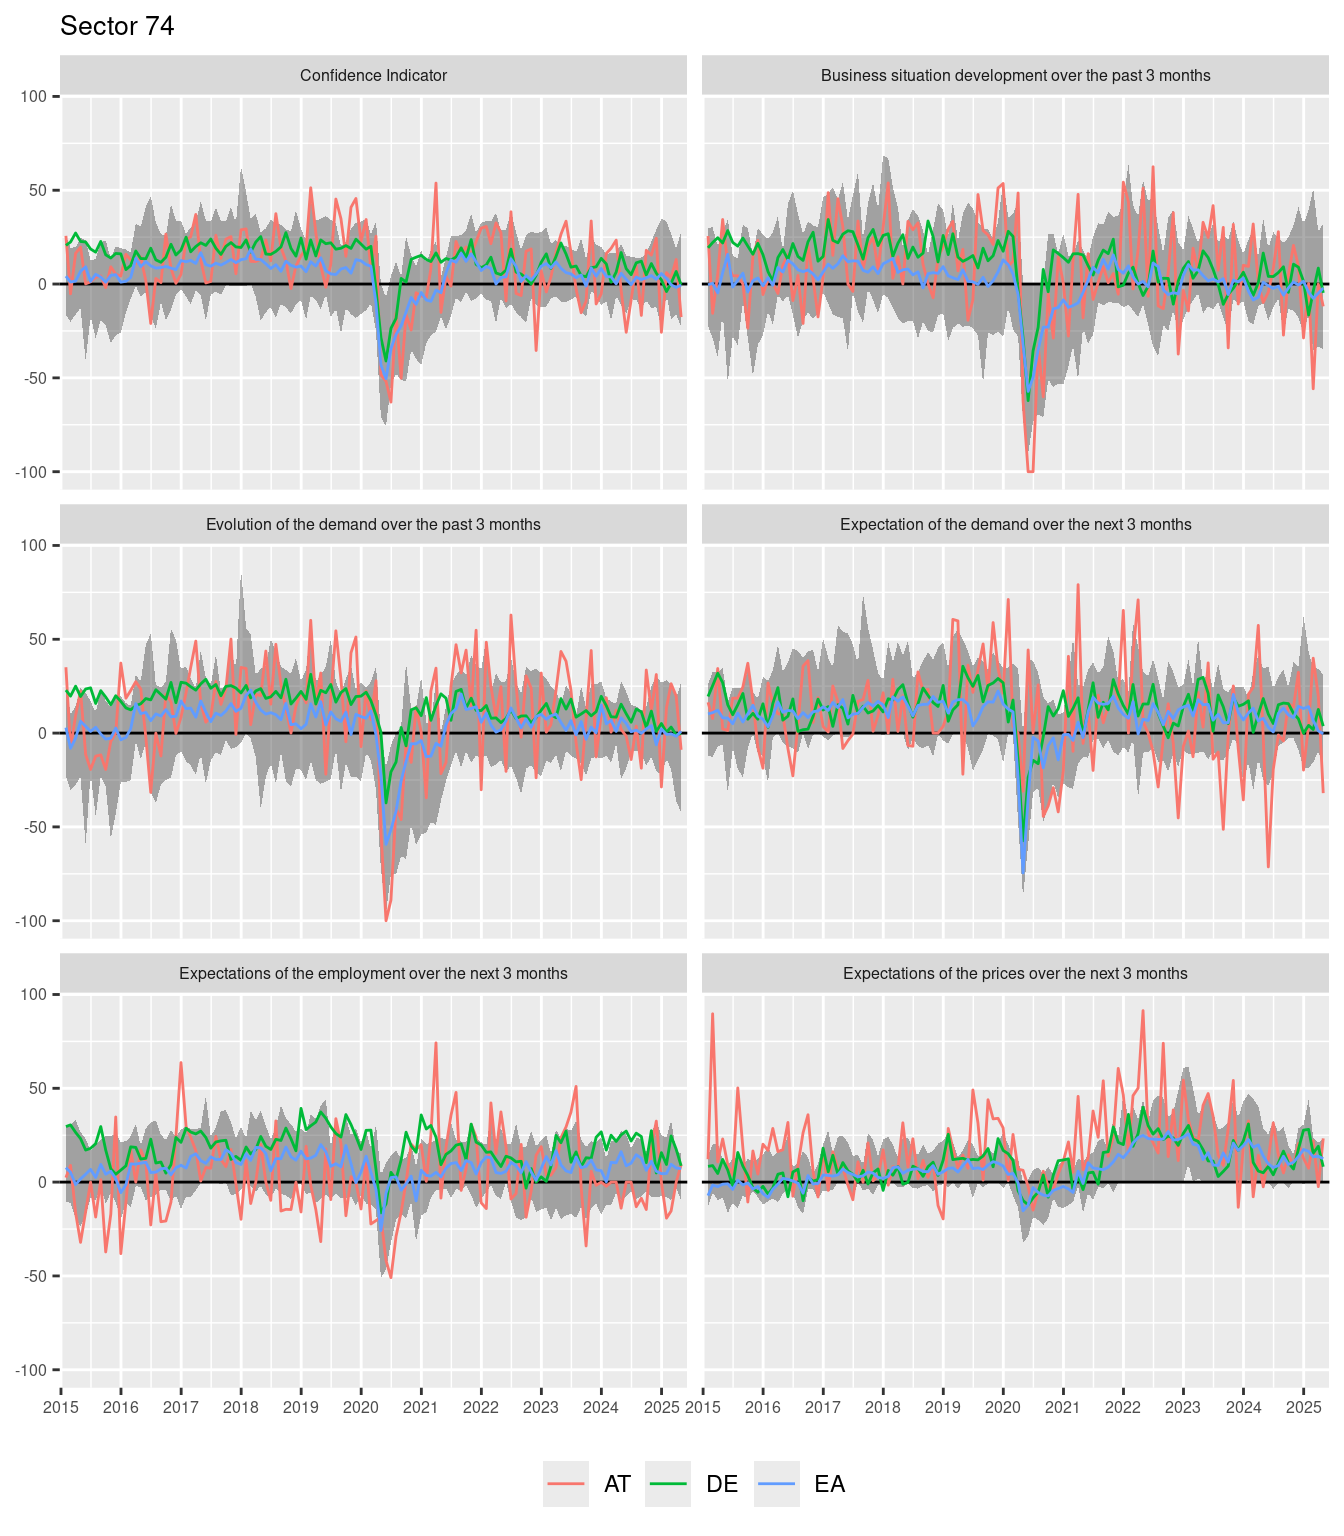 Sector 74
Confidence Indicator
Business situation development over the past 3 months
100
50
0
-50
-100
Evolution of the demand over the past 3 months
Expectation of the demand over the next 3 months
100
50
0
-50
-100
Expectations of the employment over the next 3 months
Expectations of the prices over the next 3 months
100
50
0
-50
-100
2015 2016 2017 2018 2019 2020 2021 2022 2023 2024 2025 2015 2016 2017 2018 2019 2020 2021 2022 2023 2024 2025
AT DE EA